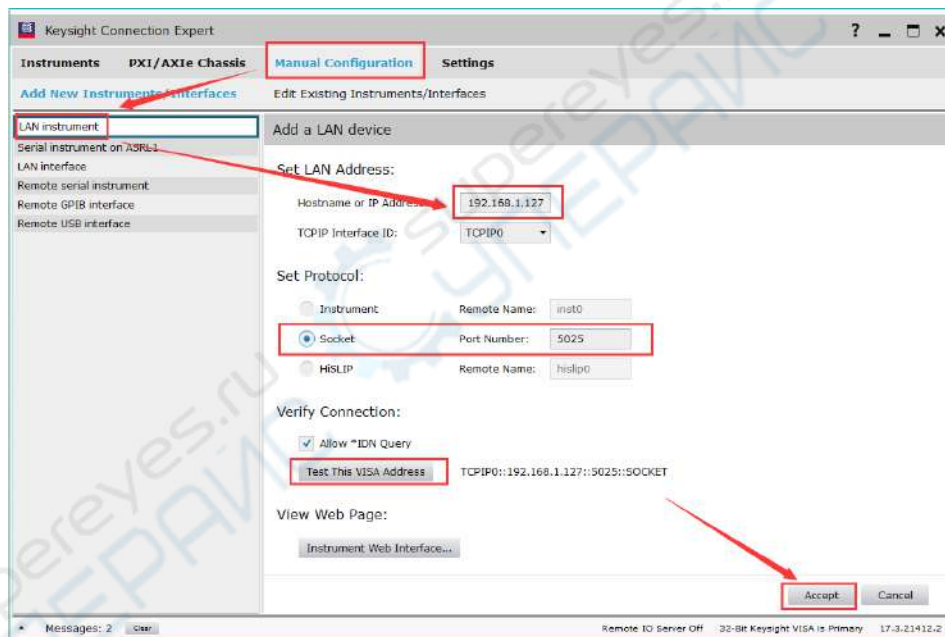 Keysight Connection Expert
Instruments PXI/AXIe Chassis Manual Configuration Settings
Add New Instruments/Interfaces Edit Existing Instruments/Interfaces
LAN instrument
Serial instrument on ASRL1
LAN interface
Remote serial instrument
Remote GPIB interface
Remote USB interface
Add a LAN device
Set LAN Address:
Hostname or IP Address: 192.168.1.127
TCPIP Interface ID: TCPIP0
Set Protocol:
Instrument Remote Name: inst0
Socket Port Number: 5025
HiSLIP Remote Name: hislip0
Verify Connection:
Allow *IDN Query
Test This VISA Address TCPIP0::192.168.1.127::5025::SOCKET
View Web Page:
Instrument Web Interface...
Accept Cancel
Messages: 2 Clear Remote IO Server Off 32-Bit Keysight VISA is Primary 17.3.21412.2
supereyes.ru
СУПЕРАЙС